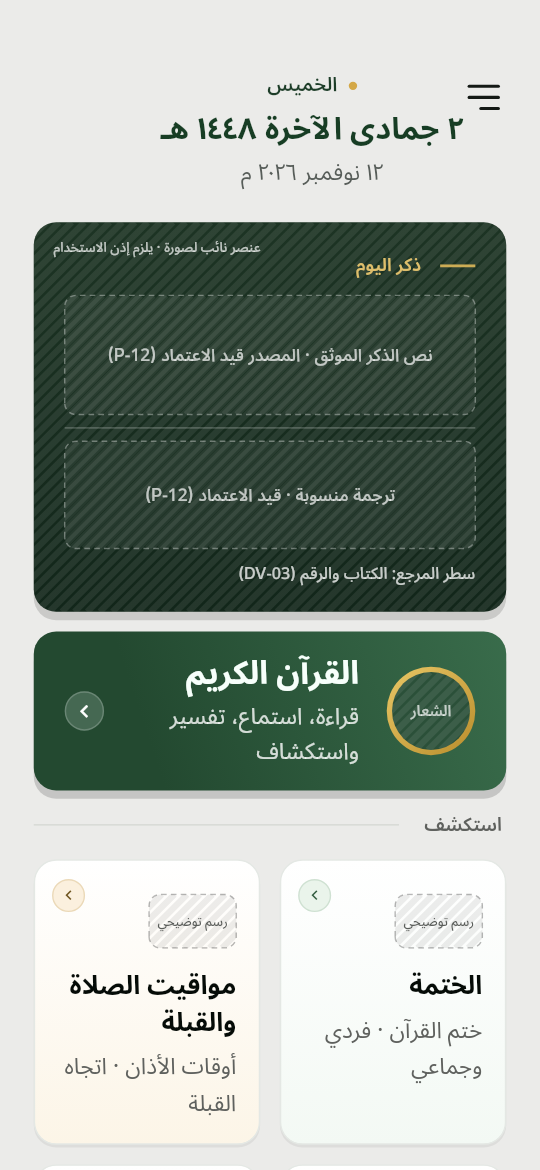 الخميس
٢ جمادى الآخرة ١٤٤٨ هـ
١٢ نوفمبر ٢٠٢٦ م
عنصر نائب لصورة · يلزم إذن الاستخدام
ذكر اليوم
نص الذكر الموثق · المصدر قيد الاعتماد (P-12)
ترجمة منسوبة · قيد الاعتماد (P-12)
سطر المرجع: الكتاب والرقم (DV-03)
الشعار
القرآن الكريم
قراءة، استماع، تفسير
واستكشاف
استكشف
رسم توضيحي
الختمة
ختم القرآن · فردي
وجماعي
رسم توضيحي
مواقيت الصلاة
والقبلة
أوقات الأذان · اتجاه
القبلة